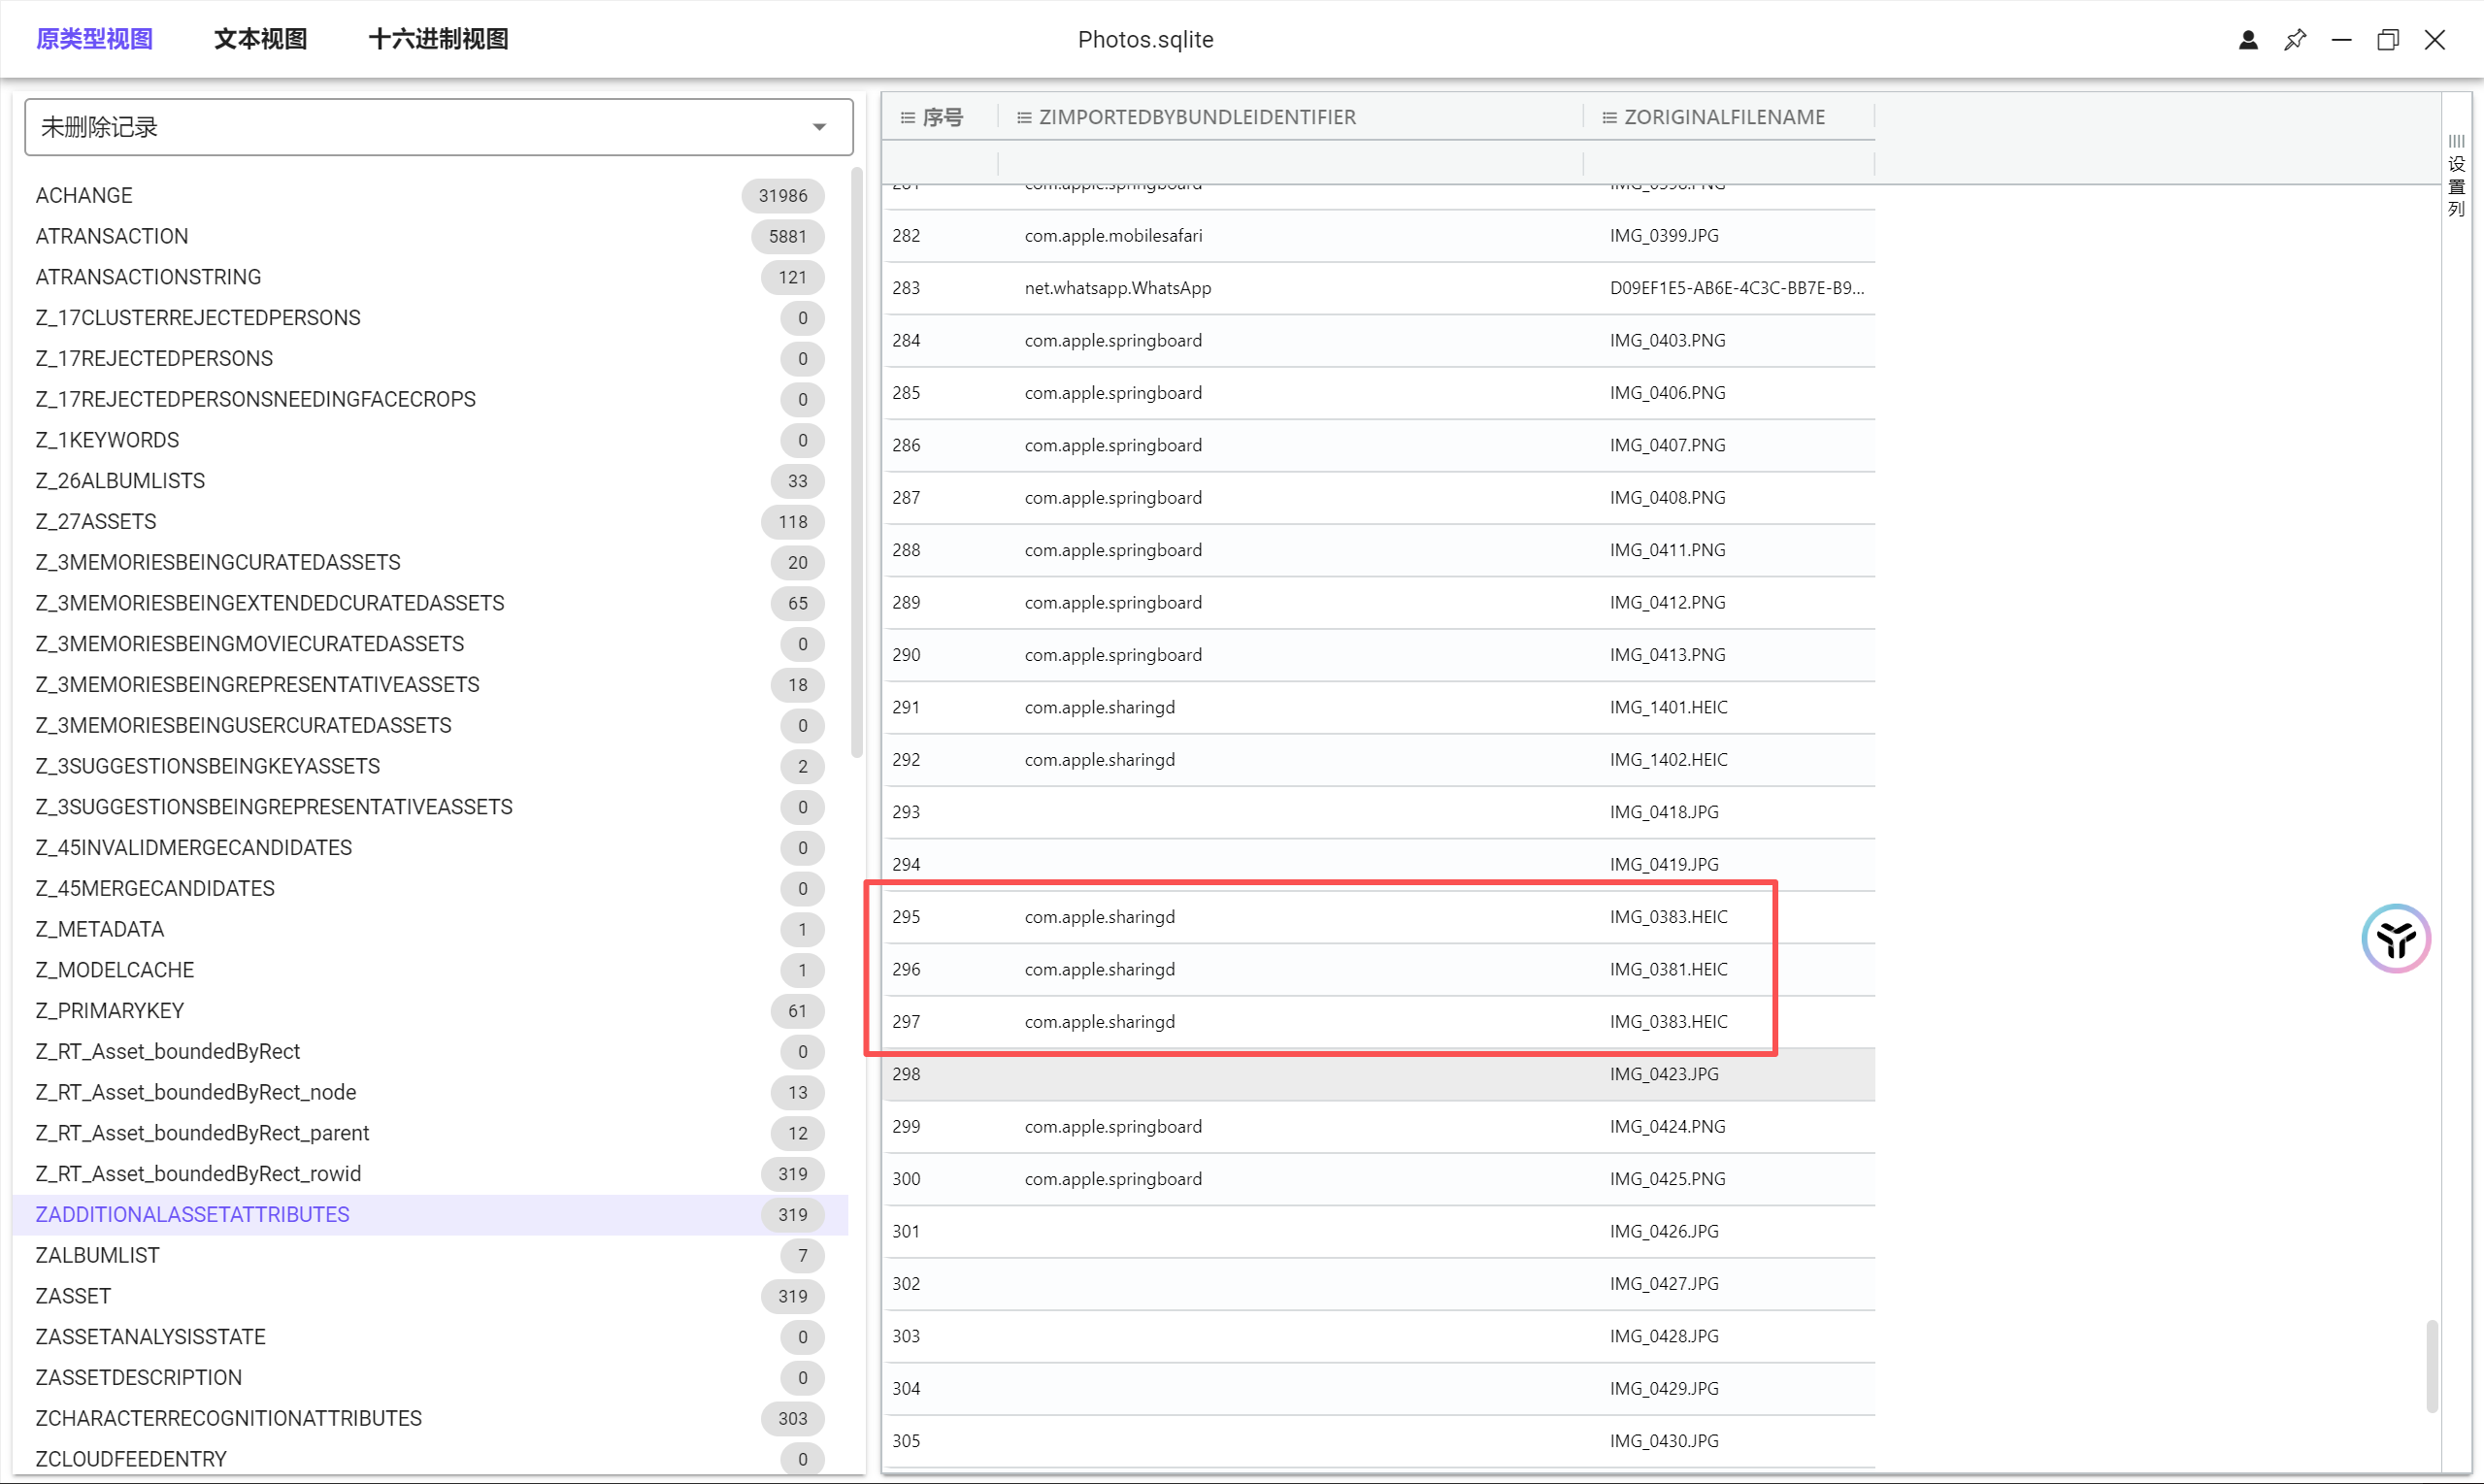 原类型视图 文本视图 十六进制视图 Photos.sqlite
未删除记录
ACHANGE 31986
ATRANSACTION 5881
ATRANSACTIONSTRING 121
Z_17CLUSTERREJECTEDPERSONS 0
Z_17REJECTEDPERSONS 0
Z_17REJECTEDPERSONSNEEDINGFACECROPS 0
Z_1KEYWORDS 0
Z_26ALBUMLISTS 33
Z_27ASSETS 118
Z_3MEMORIESBEINGCURATEDASSETS 20
Z_3MEMORIESBEINGEXTENDEDCURATEDASSETS 65
Z_3MEMORIESBEINGMOVIECURATEDASSETS 0
Z_3MEMORIESBEINGREPRESENTATIVEASSETS 18
Z_3MEMORIESBEINGUSERCURATEDASSETS 0
Z_3SUGGESTIONSBEINGKEYASSETS 2
Z_3SUGGESTIONSBEINGREPRESENTATIVEASSETS 0
Z_45INVALIDMERGECANDIDATES 0
Z_45MERGECANDIDATES 0
Z_METADATA 1
Z_MODELCACHE 1
Z_PRIMARYKEY 61
Z_RT_Asset_boundedByRect 0
Z_RT_Asset_boundedByRect_node 13
Z_RT_Asset_boundedByRect_parent 12
Z_RT_Asset_boundedByRect_rowid 319
ZADDITIONALASSETATTRIBUTES 319
ZALBUMLIST 7
ZASSET 319
ZASSETANALYSISSTATE 0
ZASSETDESCRIPTION 0
ZCHARACTERRECOGNITIONATTRIBUTES 303
ZCLOUDFEEDENTRY 0
序号 ZIMPORTEDBYBUNDLEIDENTIFIER ZORIGINALFILENAME
281 com.apple.springboard IMG_0398.PNG
282 com.apple.mobilesafari IMG_0399.JPG
283 net.whatsapp.WhatsApp D09EF1E5-AB6E-4C3C-BB7E-B9...
284 com.apple.springboard IMG_0403.PNG
285 com.apple.springboard IMG_0406.PNG
286 com.apple.springboard IMG_0407.PNG
287 com.apple.springboard IMG_0408.PNG
288 com.apple.springboard IMG_0411.PNG
289 com.apple.springboard IMG_0412.PNG
290 com.apple.springboard IMG_0413.PNG
291 com.apple.sharingd IMG_1401.HEIC
292 com.apple.sharingd IMG_1402.HEIC
293 IMG_0418.JPG
294 IMG_0419.JPG
295 com.apple.sharingd IMG_0383.HEIC
296 com.apple.sharingd IMG_0381.HEIC
297 com.apple.sharingd IMG_0383.HEIC
298 IMG_0423.JPG
299 com.apple.springboard IMG_0424.PNG
300 com.apple.springboard IMG_0425.PNG
301 IMG_0426.JPG
302 IMG_0427.JPG
303 IMG_0428.JPG
304 IMG_0429.JPG
305 IMG_0430.JPG
设置列